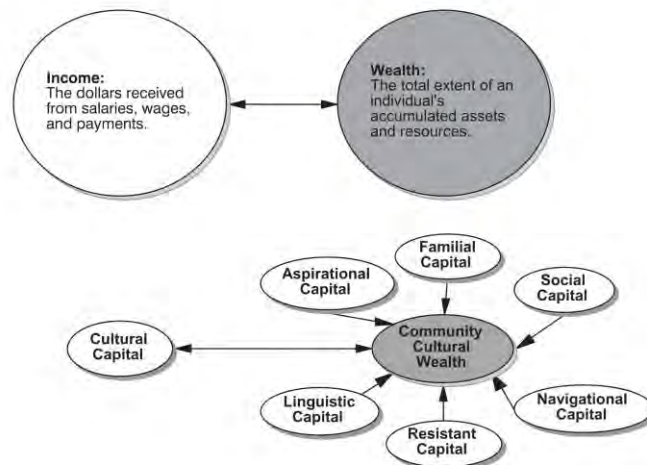 Income:
The dollars received
from salaries, wages,
and payments.
Wealth:
The total extent of an
individual's
accumulated assets
and resources.
Familial
Capital
Aspirational
Capital
Social
Capital
Cultural
Capital
Community
Cultural
Wealth
Linguistic
Capital
Resistant
Capital
Navigational
Capital